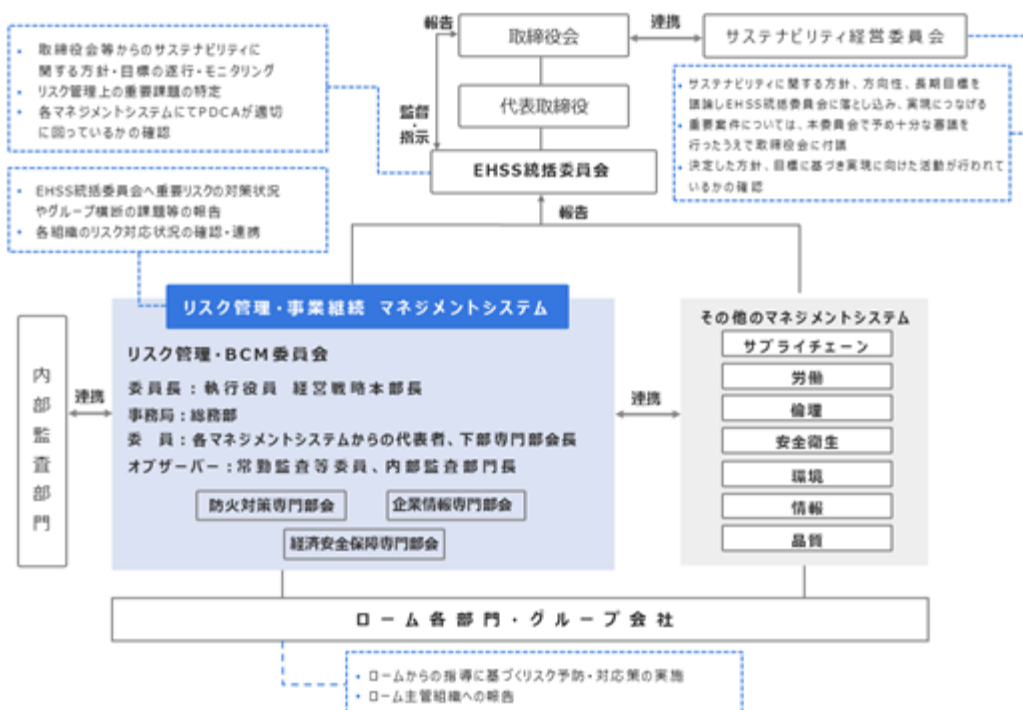 報告
取締役会
連携
サステナビリティ経営委員会
• 取締役会等からのサステナビリティに
関する方針・目標の遂行・モニタリング
• リスク管理上の重要課題の特定
• 各マネジメントシステムにてPDCAが適切
に回っているかの確認
監督
・
指示
代表取締役
• サステナビリティに関する方針、方向性、長期目標を
議論しEHSS統括委員会に落とし込み、実現につなげる
• 重要案件については、本委員会で予め十分な審議を
行ったうえで取締役会に付議
• 決定した方針、目標に基づき実現に向けた活動が行われて
いるかの確認
EHSS統括委員会
• EHSS統括委員会へ重要リスクの対策状況
やグループ横断の課題等の報告
• 各組織のリスク対応状況の確認・連携
報告
リスク管理・事業継続 マネジメントシステム
リスク管理・BCM委員会
委員長：執行役員 経営戦略本部長
事務局：総務部
委 員：各マネジメントシステムからの代表者、下部専門部会長
オブザーバー：常勤監査等委員、内部監査部門長
防火対策専門部会
企業情報専門部会
経済安全保障専門部会
内部監査部門
連携
連携
その他のマネジメントシステム
サプライチェーン
労働
倫理
安全衛生
環境
情報
品質
ローム各部門・グループ会社
• ロームからの指導に基づくリスク予防・対応策の実施
• ローム主管組織への報告